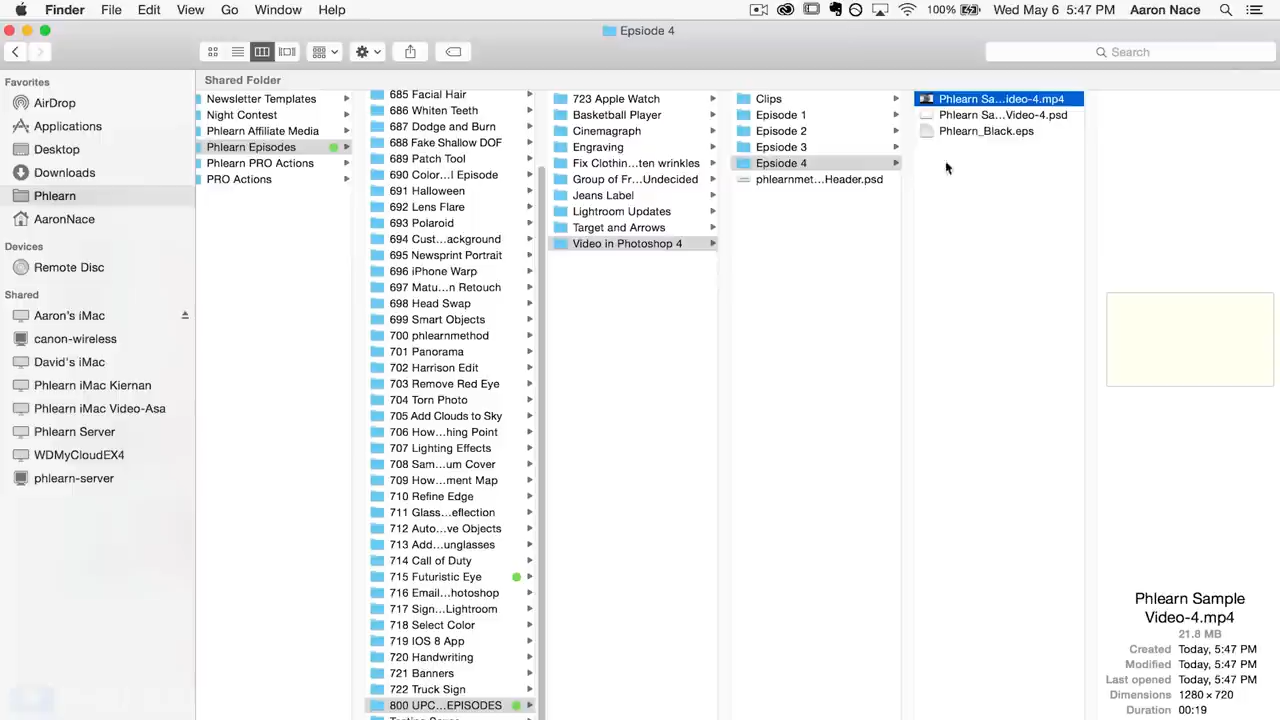 Finder File Edit View Go Window Help 100% Wed May 6 5:47 PM Aaron Nace
Epsiode 4
Search
Favorites
AirDrop
Applications
Desktop
Downloads
Phlearn
AaronNace
Devices
Remote Disc
Shared
Aaron's iMac
canon-wireless
David's iMac
Phlearn iMac Kiernan
Phlearn iMac Video-Asa
Phlearn Server
WDMyCloudEX4
phlearn-server
Shared Folder
Newsletter Templates
Night Contest
Phlearn Affiliate Media
Phlearn Episodes
Phlearn PRO Actions
PRO Actions
685 Facial Hair
686 Whiten Teeth
687 Dodge and Burn
688 Fake Shallow DOF
689 Patch Tool
690 Color...l Episode
691 Halloween
692 Lens Flare
693 Polaroid
694 Cust...ackground
695 Newsprint Portrait
696 iPhone Warp
697 Matu...n Retouch
698 Head Swap
699 Smart Objects
700 phlearnmethod
701 Panorama
702 Harrison Edit
703 Remove Red Eye
704 Torn Photo
705 Add Clouds to Sky
706 How...hing Point
707 Lighting Effects
708 Sam...um Cover
709 How...ment Map
710 Refine Edge
711 Glass...eflection
712 Auto...ve Objects
713 Add...unglasses
714 Call of Duty
715 Futuristic Eye
716 Email...hotoshop
717 Sign...Lightroom
718 Select Color
719 IOS 8 App
720 Handwriting
721 Banners
722 Truck Sign
800 UPC...EPISODES
723 Apple Watch
Basketball Player
Cinemagraph
Engraving
Fix Clothin...ten wrinkles
Group of Fr...Undecided
Jeans Label
Lightroom Updates
Target and Arrows
Video in Photoshop 4
Clips
Episode 1
Episode 2
Episode 3
Epsiode 4
phlearnmet...Header.psd
Phlearn Sa...ideo-4.mp4
Phlearn Sa...Video-4.psd
Phlearn_Black.eps
Phlearn Sample
Video-4.mp4
21.8 MB
Created Today, 5:47 PM
Modified Today, 5:47 PM
Last opened Today, 5:47 PM
Dimensions 1280 × 720
Duration 00:19